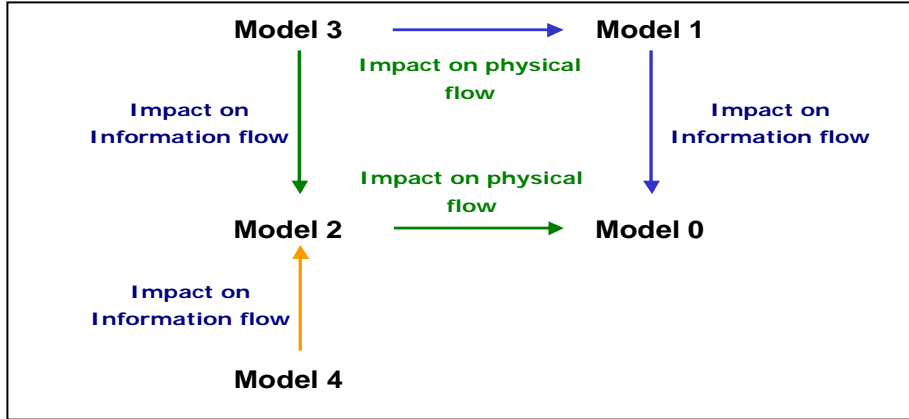 Model 3
Model 1
Impact on physical
flow
Impact on
Information flow
Impact on
Information flow
Impact on physical
flow
Model 2
Model 0
Impact on
Information flow
Model 4